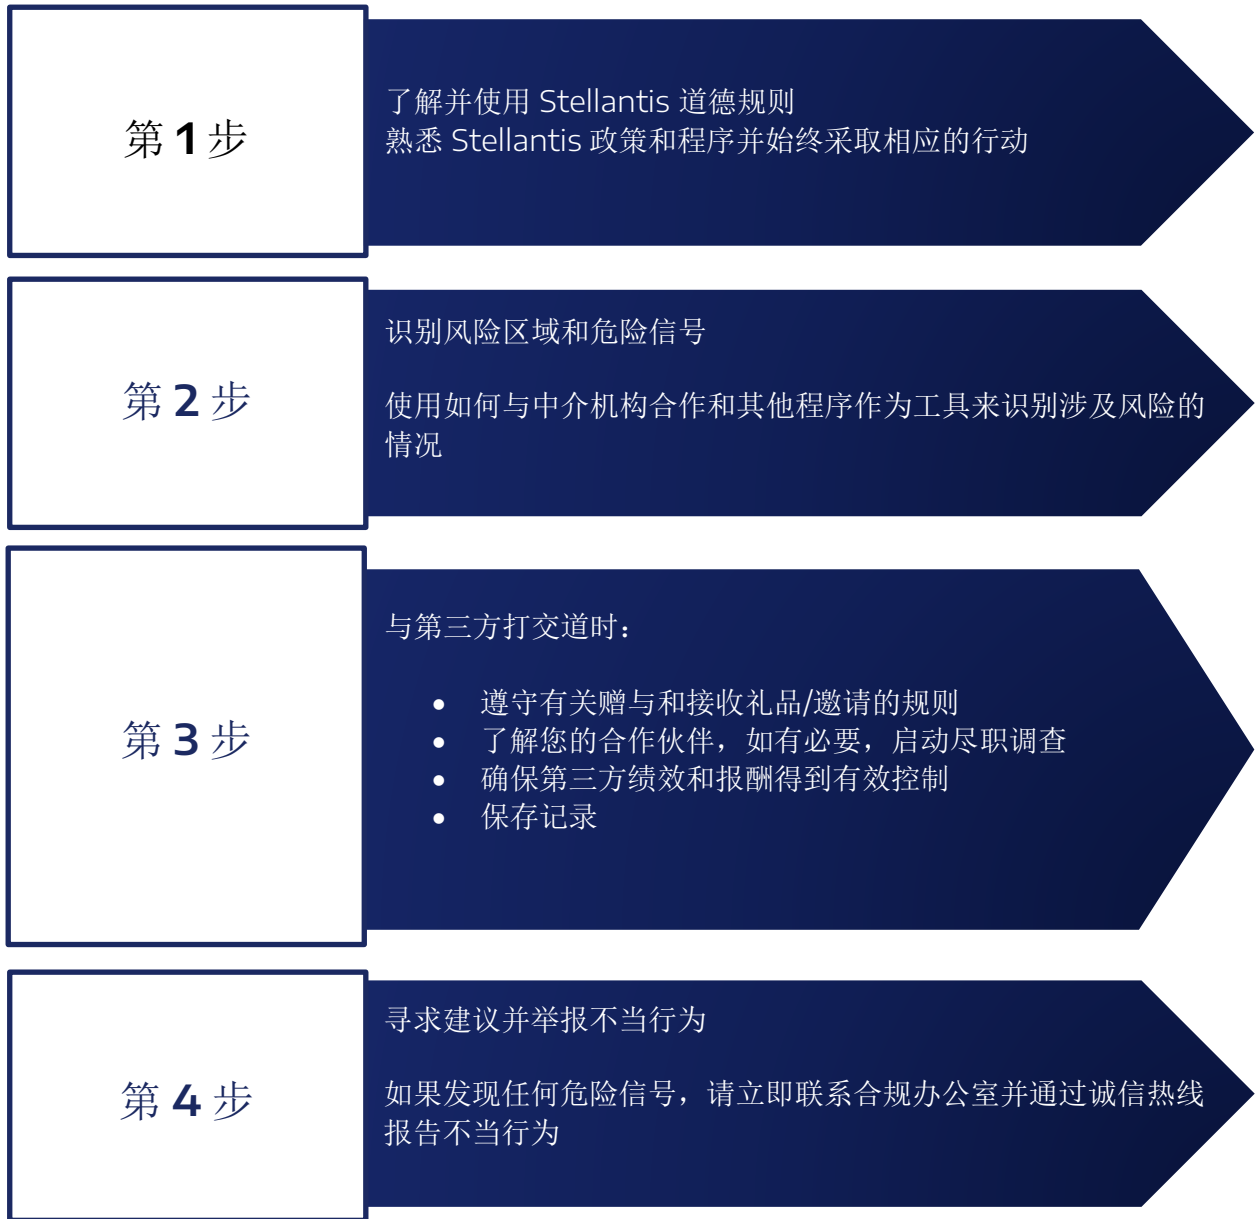 第 1 步
了解并使用 Stellantis 道德规则
熟悉 Stellantis 政策和程序并始终采取相应的行动
第 2 步
识别风险区域和危险信号
使用如何与中介机构合作和其他程序作为工具来识别涉及风险的
情况
第 3 步
与第三方打交道时：
• 遵守有关赠与和接收礼品/邀请的规则
• 了解您的合作伙伴，如有必要，启动尽职调查
• 确保第三方绩效和报酬得到有效控制
• 保存记录
第 4 步
寻求建议并举报不当行为
如果发现任何危险信号，请立即联系合规办公室并通过诚信热线
报告不当行为